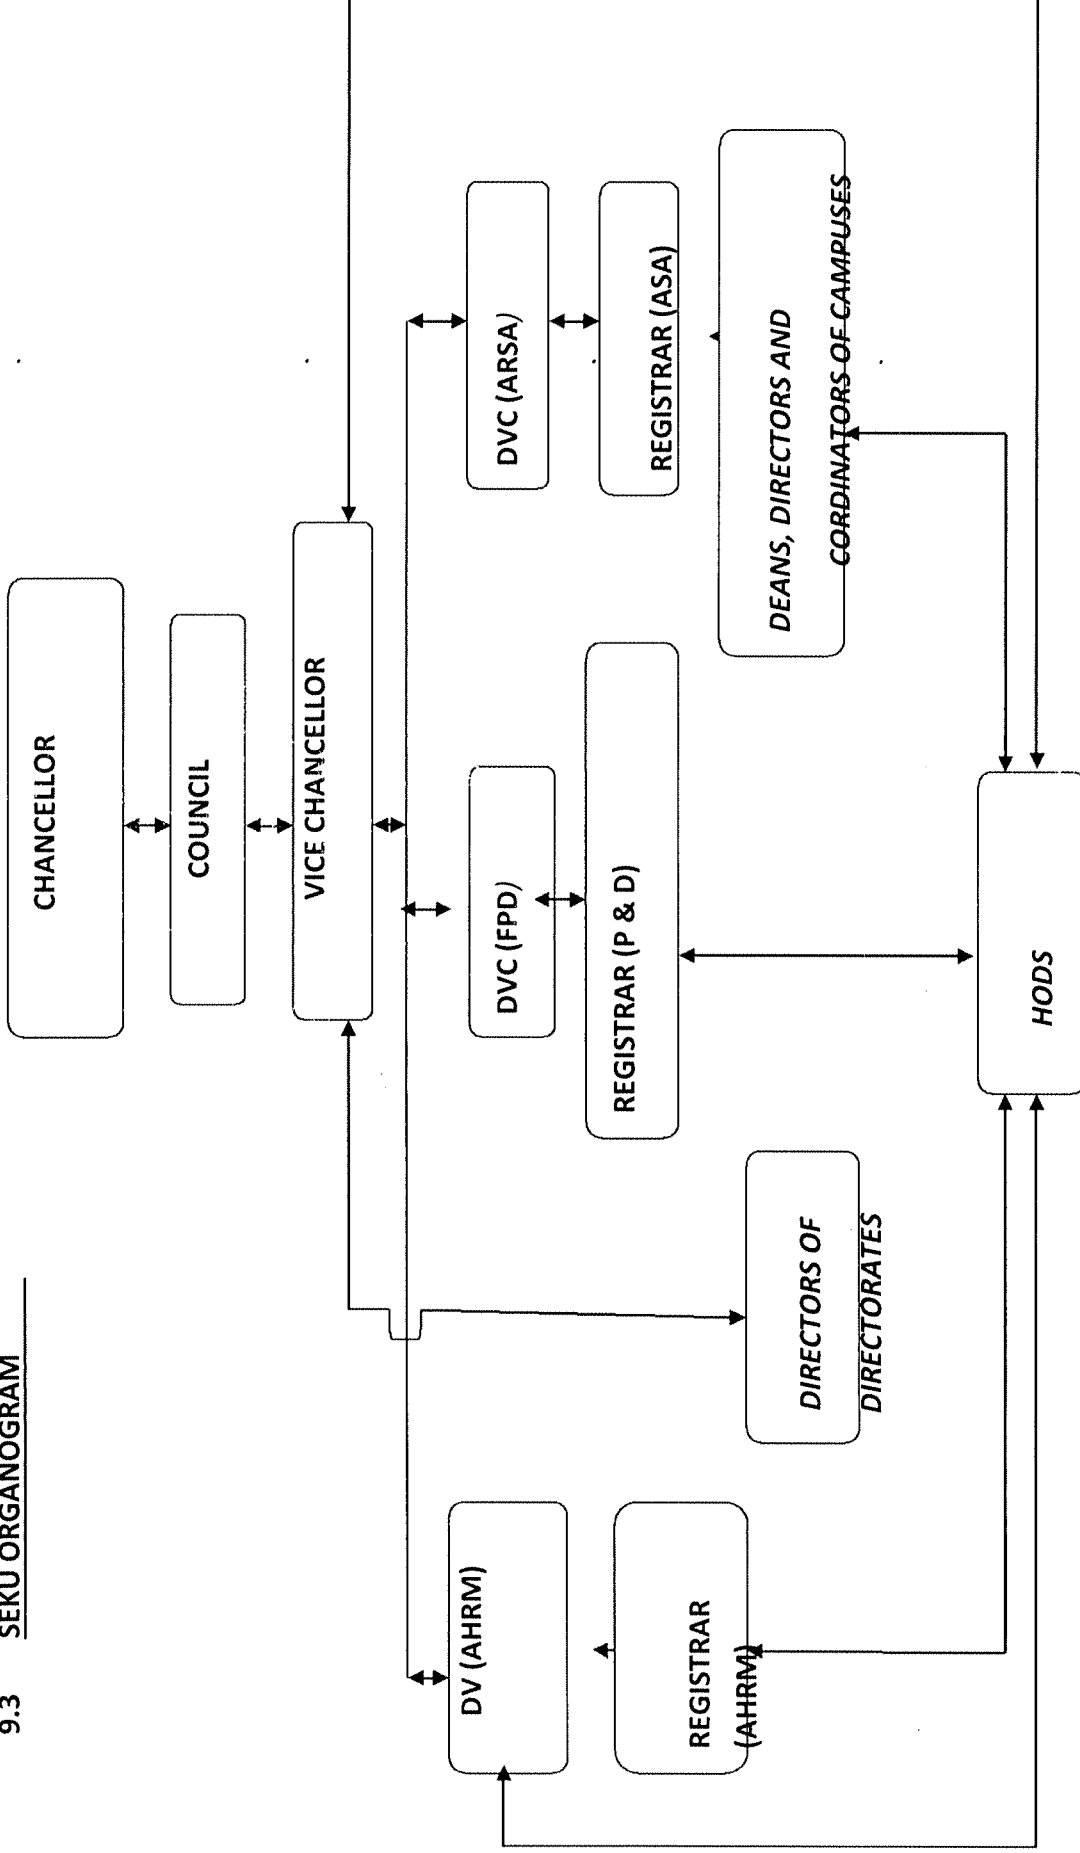 9.3 SEKU ORGANOGRAM
CHANCELLOR
COUNCIL
VICE CHANCELLOR
DV (AHRM)
DVC (FPD)
DVC (ARSA)
REGISTRAR
(AHRM)
REGISTRAR (P & D)
REGISTRAR (ASA)
DIRECTORS OF
DIRECTORATES
DEANS, DIRECTORS AND
CORDINATORS OF CAMPUSES
HODS